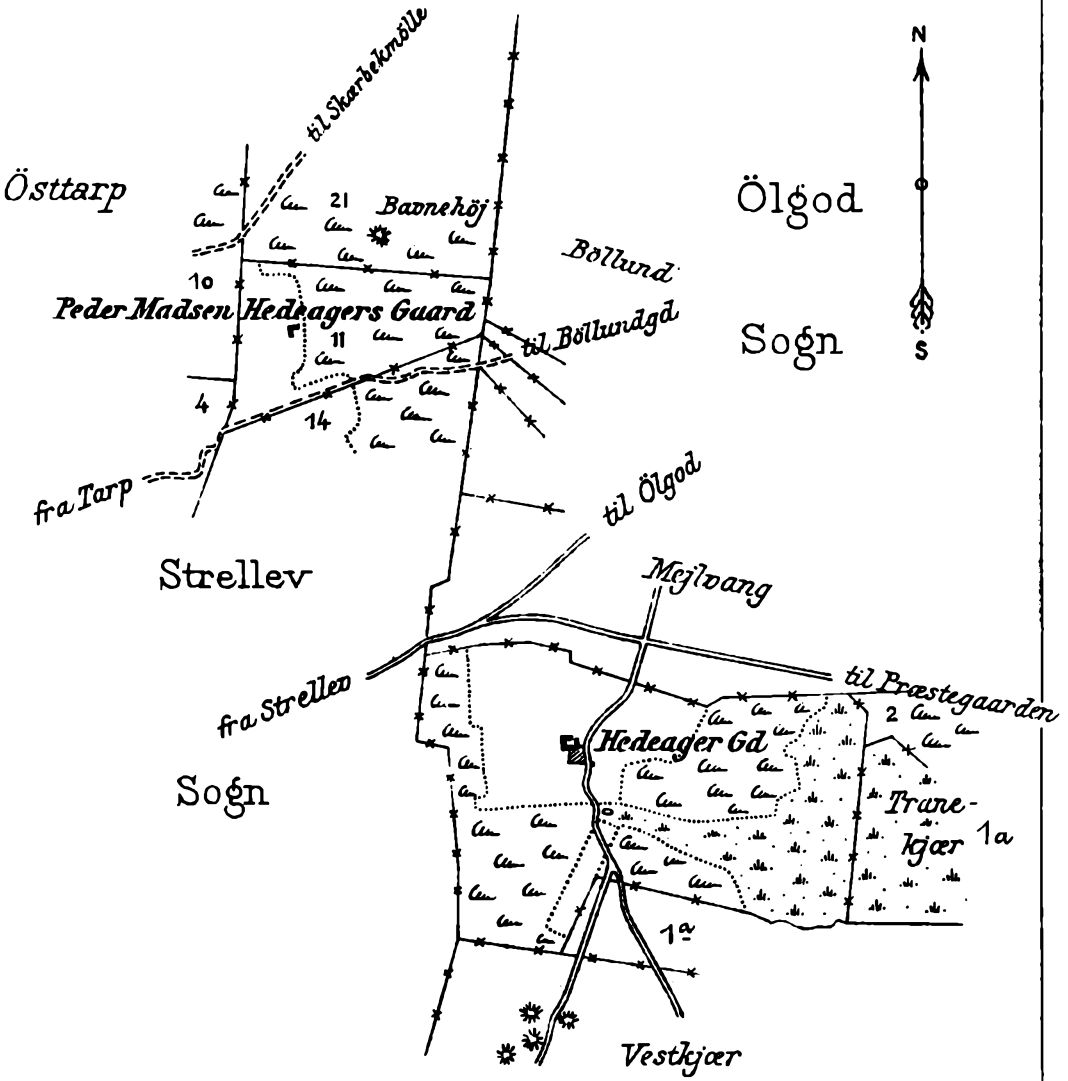 til Skærbekmölle
N
Östtarp
21
Bavnehöj
Ölgod
Böllund
10
Peder Madsen Hedeagers Gaard
til Böllundgd
11
Sogn
S
4
14
fra Tarp
til Ölgod
Strellev
Mejlvang
fra Strellev
til Præstegaarden
2
Hedeager Gd
Sogn
Trane-
kjær
1a
1a
Vestkjær